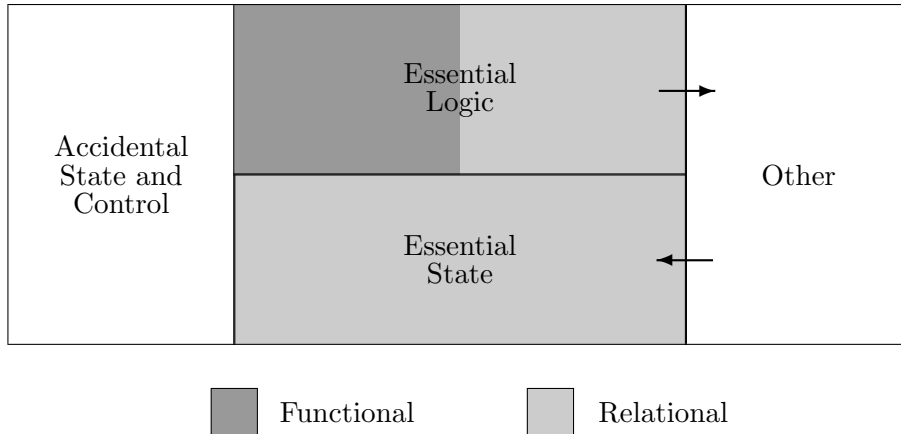 Essential
Logic
Accidental
State and
Control
Other
Essential
State
Functional
Relational